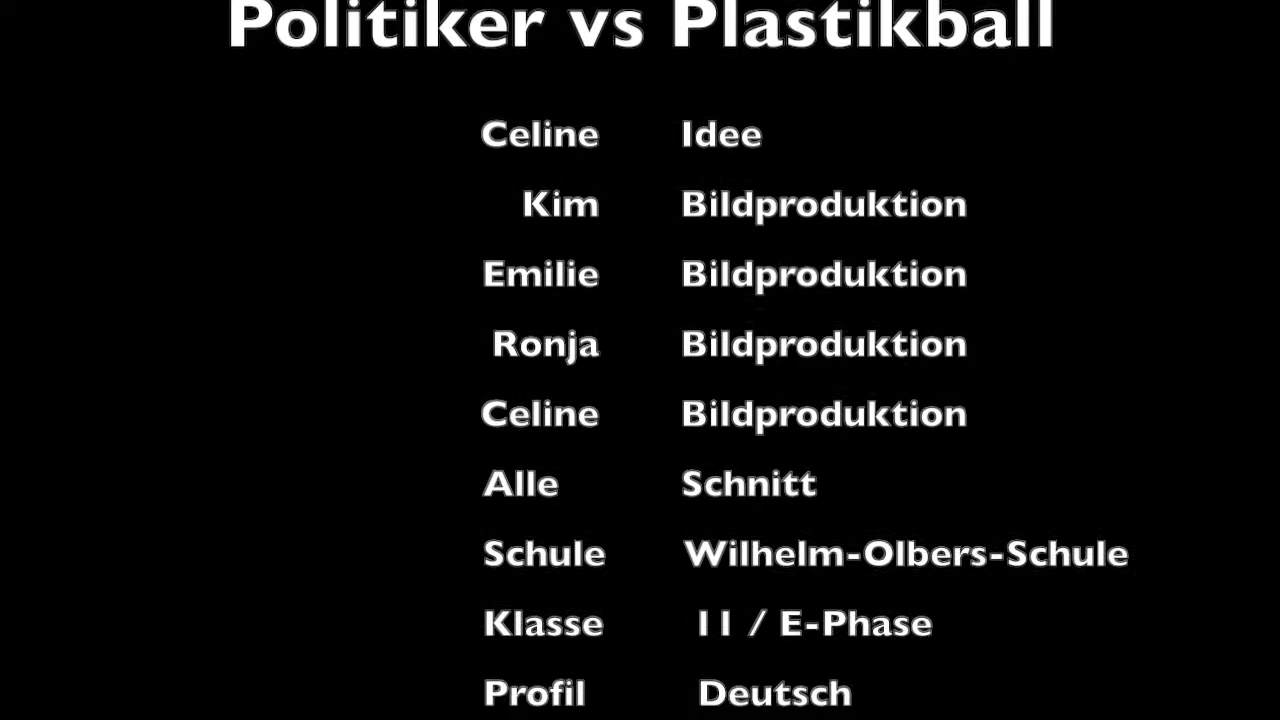 Politiker vs Plastikball
Celine Idee
Kim Bildproduktion
Emilie Bildproduktion
Ronja Bildproduktion
Celine Bildproduktion
Alle Schnitt
Schule Wilhelm-Olbers-Schule
Klasse 11 / E-Phase
Profil Deutsch